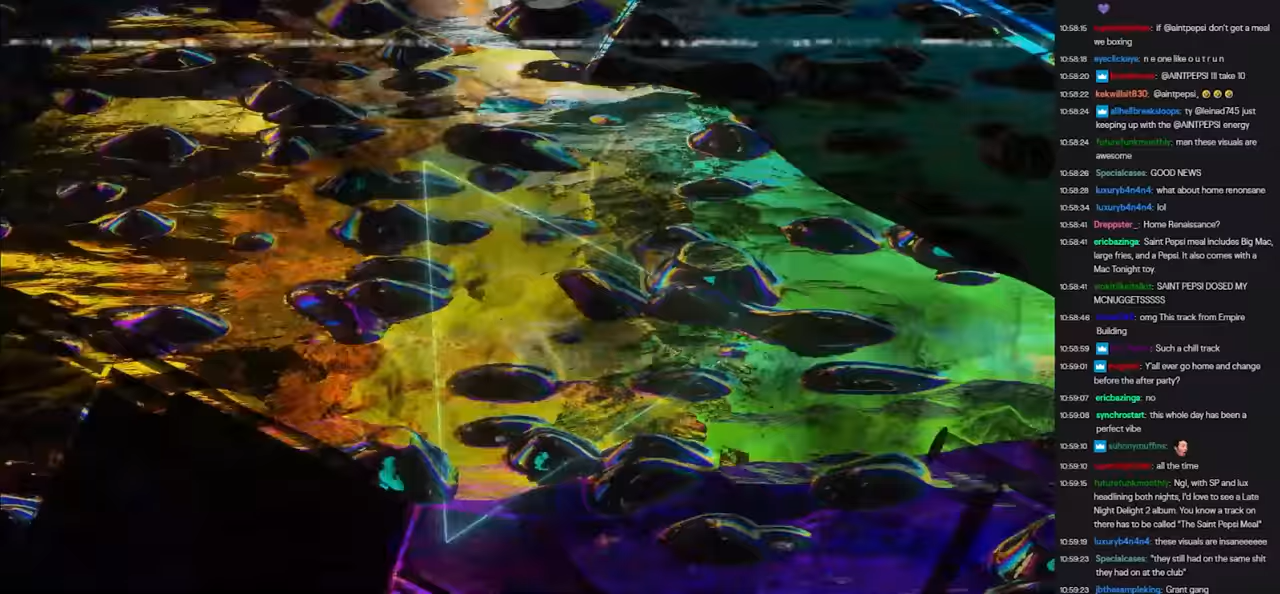 10:58:15 : if @aintpepsi don't get a meal
we boxing
10:58:18 eyeclickeye: n e one like o u t r u n
10:58:20 : @AINTPEPSI I'll take 10
10:58:22 kekwillsit830: @aintpepsi,
10:58:24 allhellbreaksloops: ty @leinad745 just
keeping up with the @AINTPEPSI energy
10:58:24 futurefunkmonthly: man these visuals are
awesome
10:58:26 Specialcases: GOOD NEWS
10:58:28 luxuryb4n4n4: what about home renonsane
10:58:34 luxuryb4n4n4: lol
10:58:41 Dreppster_: Home Renaissance?
10:58:41 ericbazinga: Saint Pepsi meal includes Big Mac,
large fries, and a Pepsi. It also comes with a
Mac Tonight toy.
10:58:41 : SAINT PEPSI DOSED MY
MCNUGGETSSSSS
10:58:46 : omg This track from Empire
Building
10:58:59 : Such a chill track
10:59:01 : Y'all ever go home and change
before the after party?
10:59:07 ericbazinga: no
10:59:08 synchrostart: this whole day has been a
perfect vibe
10:59:10
10:59:10 : all the time
10:59:15 futurefunkmonthly: Ngl, with SP and lux
headlining both nights, I'd love to see a Late
Night Delight 2 album. You know a track on
there has to be called "The Saint Pepsi Meal"
10:59:19 luxuryb4n4n4: these visuals are insaneeeeee
10:59:23 Specialcases: "they still had on the same shit
they had on at the club"
10:59:23 jbthesampleking: Grant gang